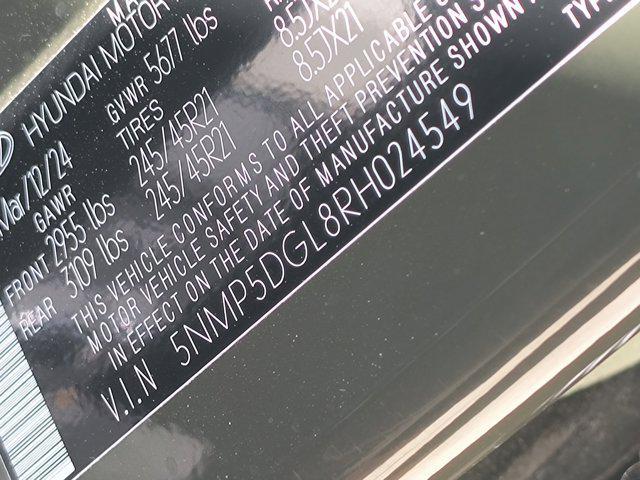 MA
HYUNDAI MOTOR
Mar/12/24 GVWR 5677 lbs
GAWR TIRES
FRONT 2955 lbs 245/45R21 8.5JX21
REAR 3109 lbs 245/45R21 8.5JX21
THIS VEHICLE CONFORMS TO ALL APPLICABLE
MOTOR VEHICLE SAFETY AND THEFT PREVENTION
IN EFFECT ON THE DATE OF MANUFACTURE SHOWN
V.I.N 5NMP5DGL8RH024549 TYPE